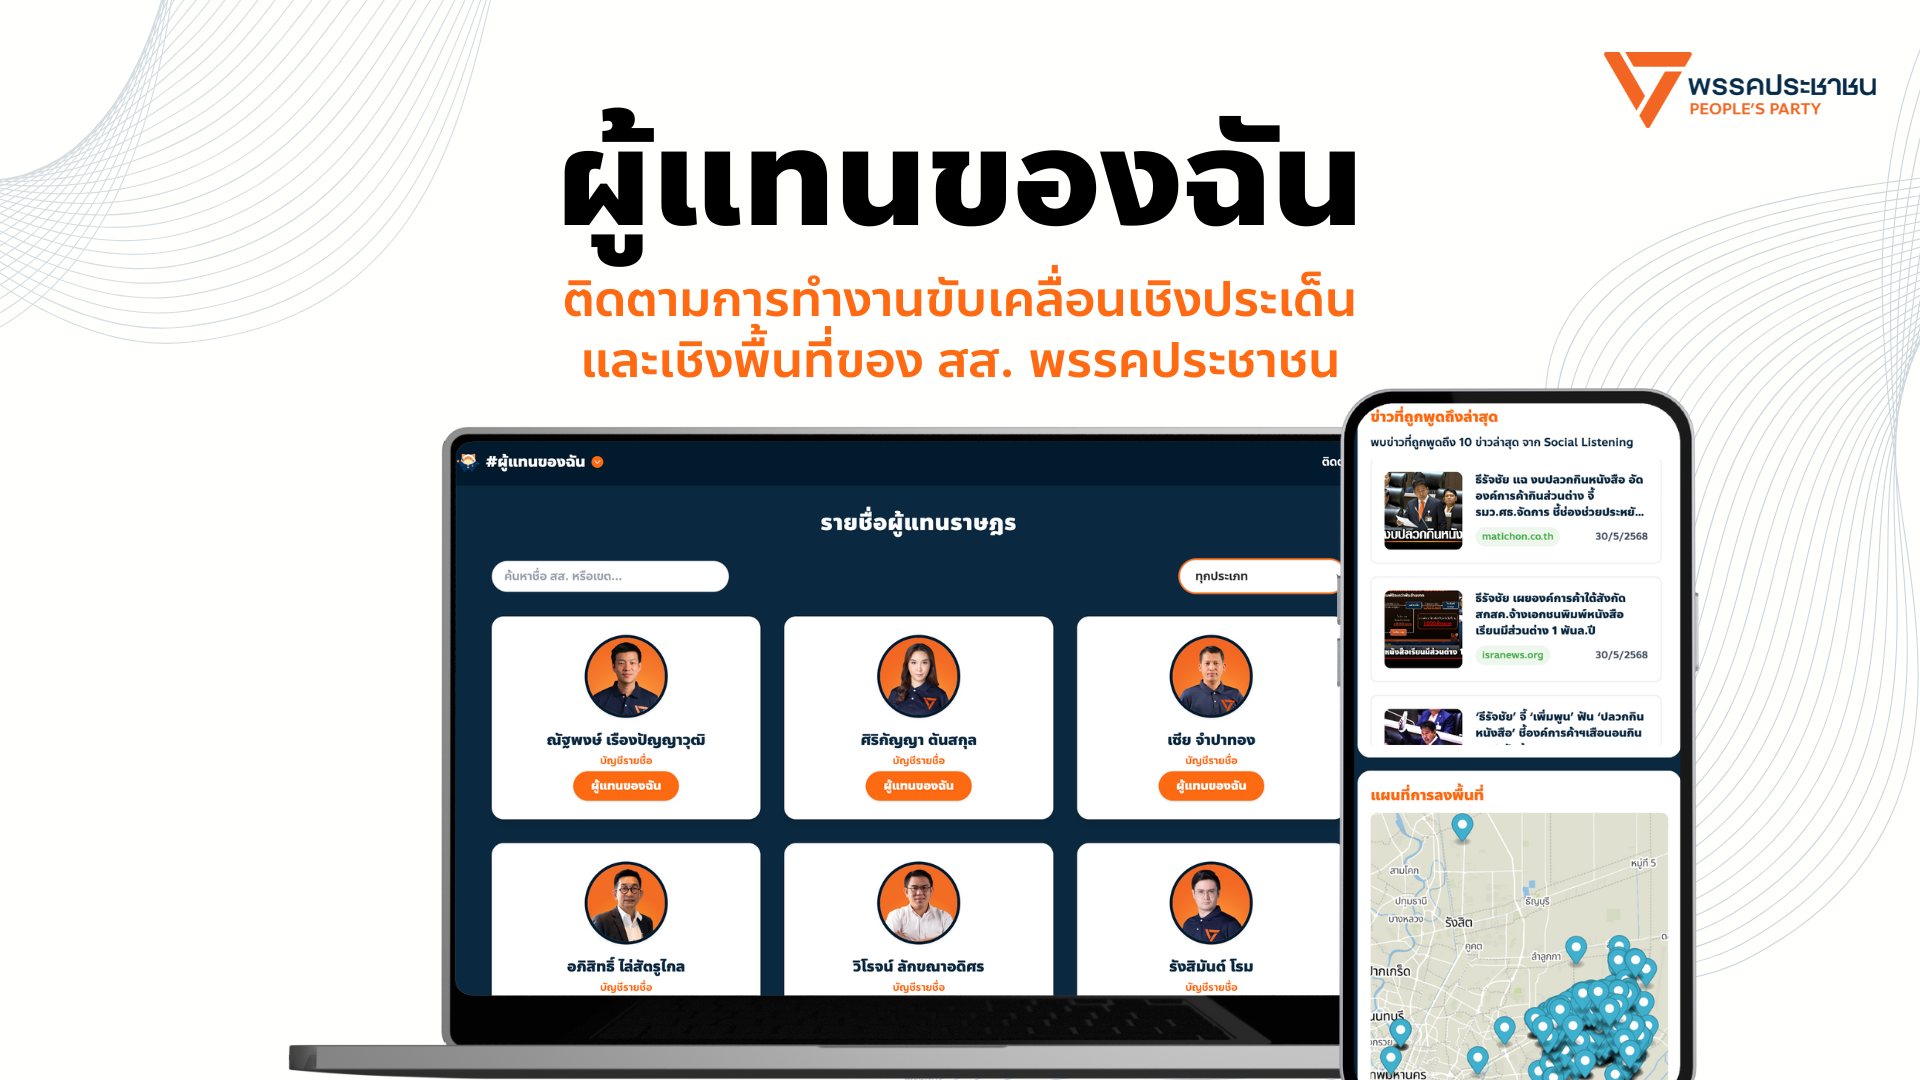 พรรคประชาชน
PEOPLE'S PARTY
ผู้แทนของฉัน
ติดตามการทำงานขับเคลื่อนเชิงประเด็น
และเชิงพื้นที่ของ สส. พรรคประชาชน
#ผู้แทนของฉัน
รายชื่อผู้แทนราษฎร
ค้นหาชื่อ สส. หรือเขต...
ทุกประเภท
ณัฐพงษ์ เรืองปัญญาวุฒิ
บัญชีรายชื่อ
ผู้แทนของฉัน
ศิริกัญญา ตันสกุล
บัญชีรายชื่อ
ผู้แทนของฉัน
เซีย จำปาทอง
บัญชีรายชื่อ
ผู้แทนของฉัน
อภิสิทธิ์ ไล่สัตรูไกล
บัญชีรายชื่อ
วิโรจน์ ลักขณาอดิศร
บัญชีรายชื่อ
รังสิมันต์ โรม
บัญชีรายชื่อ
ข่าวที่ถูกพูดถึงล่าสุด
พบข่าวที่ถูกพูดถึง 10 ข่าวล่าสุด จาก Social Listening
ธีรัจชัย แฉ งบปลวกกินหนังสือ อัด
องค์การค้ากินส่วนต่าง จี้
รมว.ศธ.จัดการ ชี้ช่องช่วยประหยั...
matichon.co.th
30/5/2568
ธีรัจชัย เผยองค์การค้าใต้สังกัด
สกสค.จ้างเอกชนพิมพ์หนังสือ
เรียนมีส่วนต่าง 1 พันล.ปี
isranews.org
30/5/2568
'ธีรัจชัย' จี้ 'เพิ่มพูน' ฟัน 'ปลวกกิน
หนังสือ' ชี้องค์การค้าฯเสือนอนกิน
แผนที่การลงพื้นที่
หมู่ที่ 5
สามโคก
ปทุมธานี
ธัญบุรี
บางหลวง
รังสิต
คูคต
ลำลูกกา
ปากเกร็ด
นนทบุรี